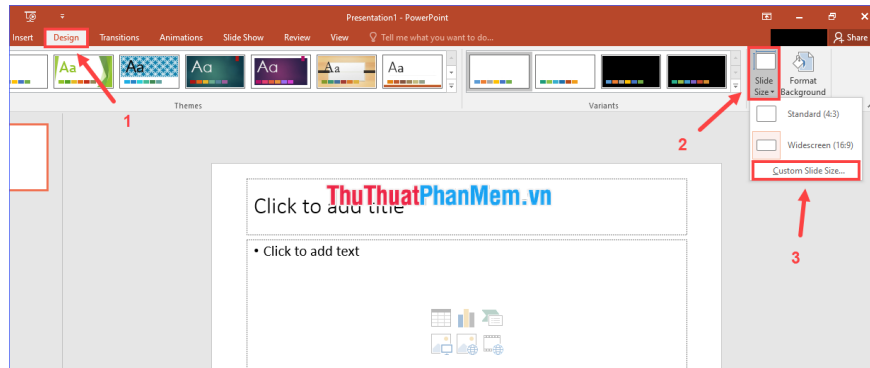 Presentation1 - PowerPoint
Insert Design Transitions Animations Slide Show Review View Tell me what you want to do... Share
Aa Aa Aa Aa Aa Aa
Slide Size Format Background
Themes Variants
1
2
Standard (4:3)
Widescreen (16:9)
Custom Slide Size...
3
Click to add title
ThuThuatPhanMem.vn
• Click to add text